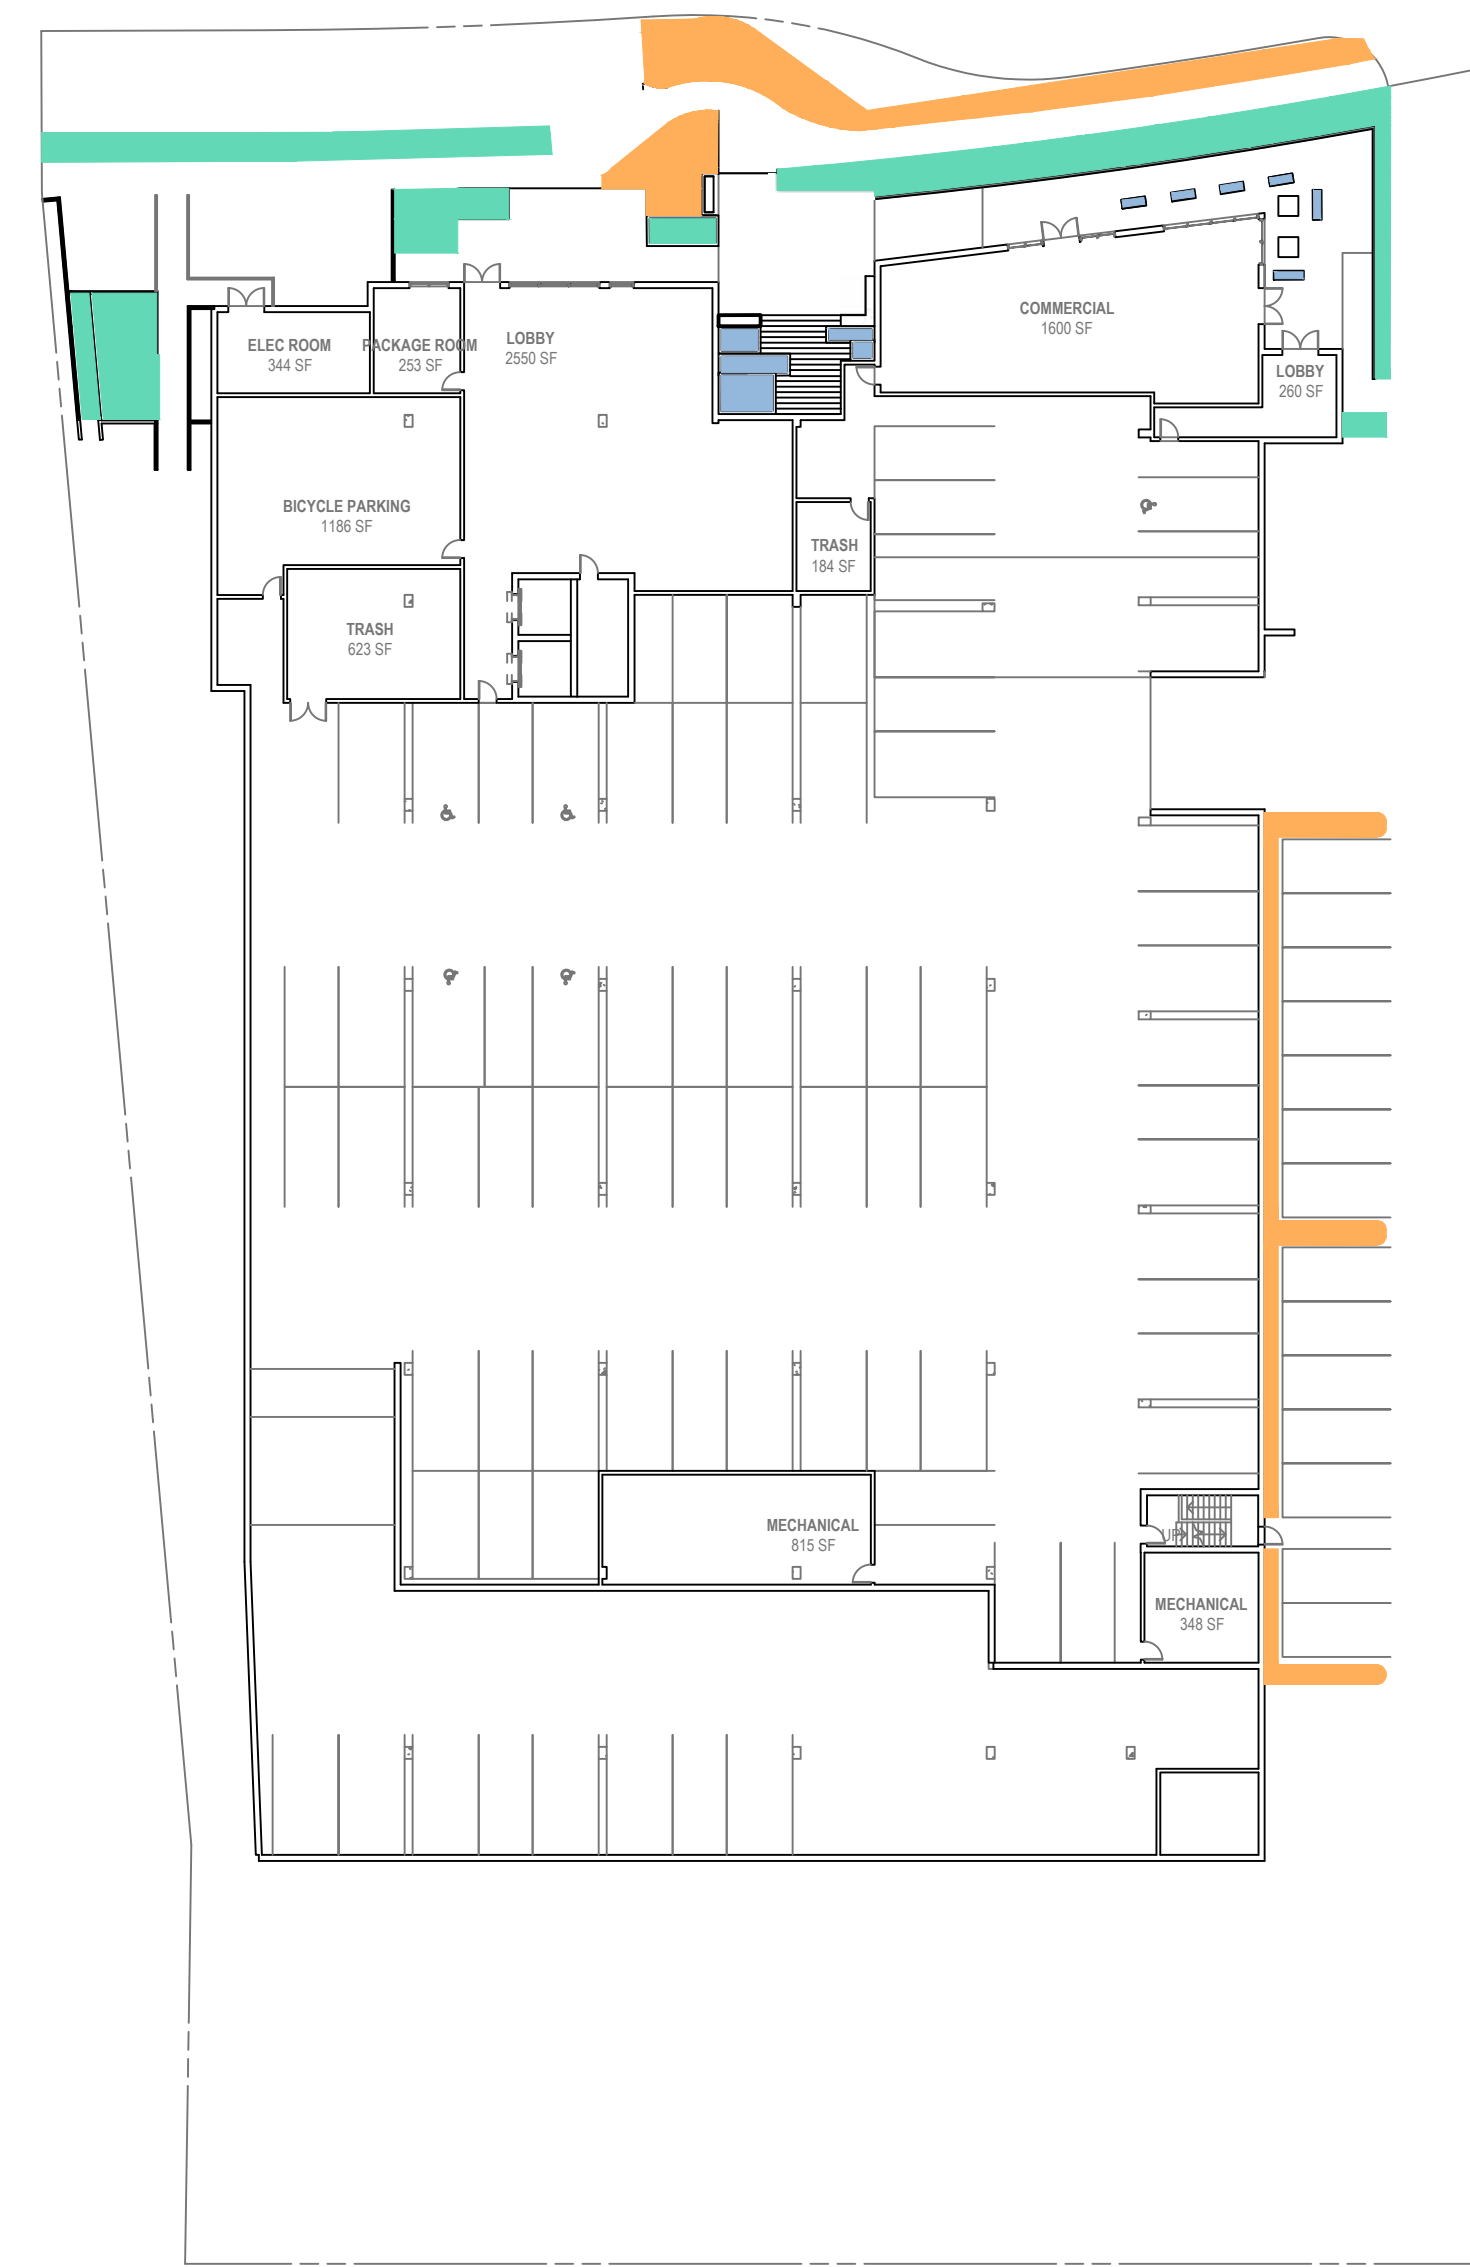 COMMERCIAL
1600 SF
ELEC ROOM
344 SF
PACKAGE ROOM
253 SF
LOBBY
2550 SF
LOBBY
260 SF
BICYCLE PARKING
1186 SF
TRASH
184 SF
TRASH
623 SF
MECHANICAL
815 SF
UP
MECHANICAL
348 SF